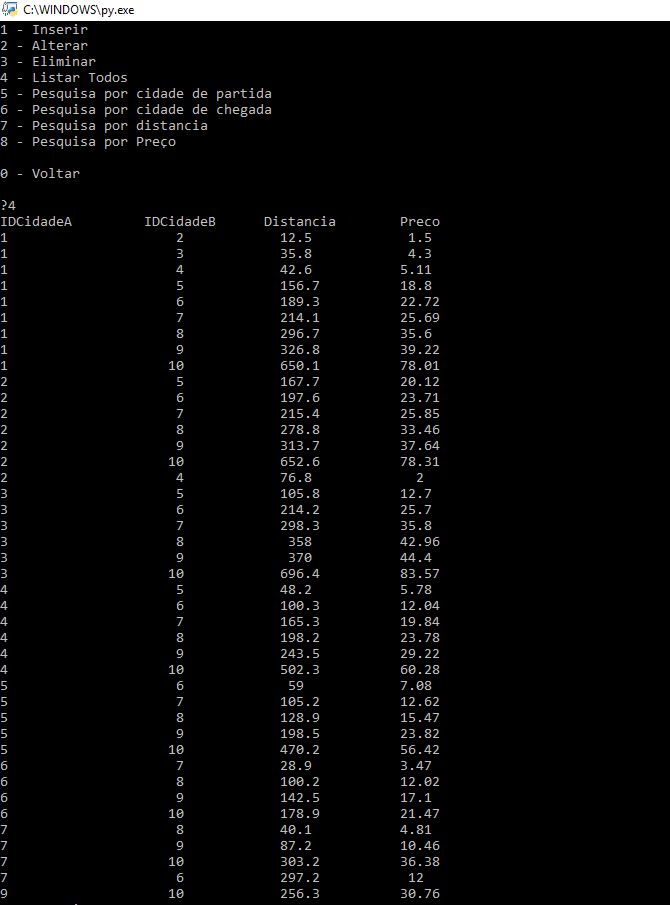 C:\WINDOWS\py.exe
1 - Inserir
2 - Alterar
3 - Eliminar
4 - Listar Todos
5 - Pesquisa por cidade de partida
6 - Pesquisa por cidade de chegada
7 - Pesquisa por distancia
8 - Pesquisa por Preço
0 - Voltar
?4
IDCidadeA IDCidadeB Distancia Preco
1 2 12.5 1.5
1 3 35.8 4.3
1 4 42.6 5.11
1 5 156.7 18.8
1 6 189.3 22.72
1 7 214.1 25.69
1 8 296.7 35.6
1 9 326.8 39.22
1 10 650.1 78.01
2 5 167.7 20.12
2 6 197.6 23.71
2 7 215.4 25.85
2 8 278.8 33.46
2 9 313.7 37.64
2 10 652.6 78.31
2 4 76.8 2
3 5 105.8 12.7
3 6 214.2 25.7
3 7 298.3 35.8
3 8 358 42.96
3 9 370 44.4
3 10 696.4 83.57
4 5 48.2 5.78
4 6 100.3 12.04
4 7 165.3 19.84
4 8 198.2 23.78
4 9 243.5 29.22
4 10 502.3 60.28
5 6 59 7.08
5 7 105.2 12.62
5 8 128.9 15.47
5 9 198.5 23.82
5 10 470.2 56.42
6 7 28.9 3.47
6 8 100.2 12.02
6 9 142.5 17.1
6 10 178.9 21.47
7 8 40.1 4.81
7 9 87.2 10.46
7 10 303.2 36.38
7 6 297.2 12
9 10 256.3 30.76